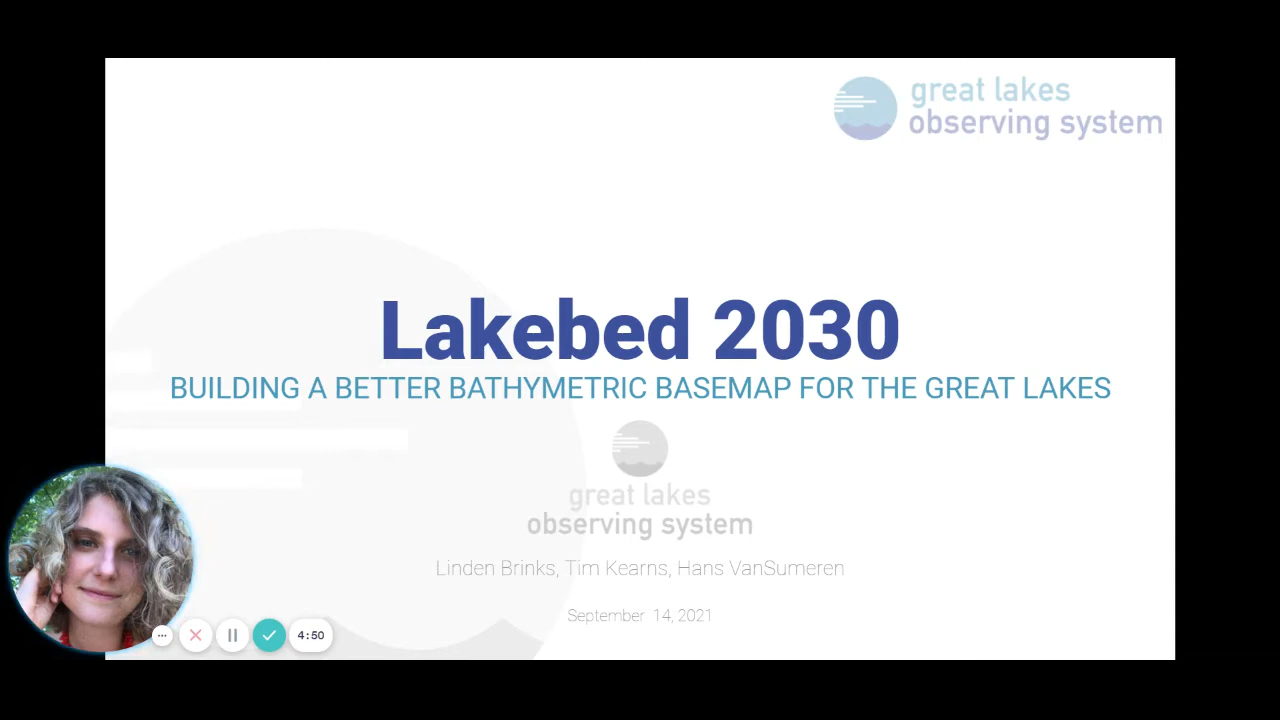 great lakes
observing system
Lakebed 2030
BUILDING A BETTER BATHYMETRIC BASEMAP FOR THE GREAT LAKES
great lakes
observing system
Linden Brinks, Tim Kearns, Hans VanSumeren
September 14, 2021
4:50